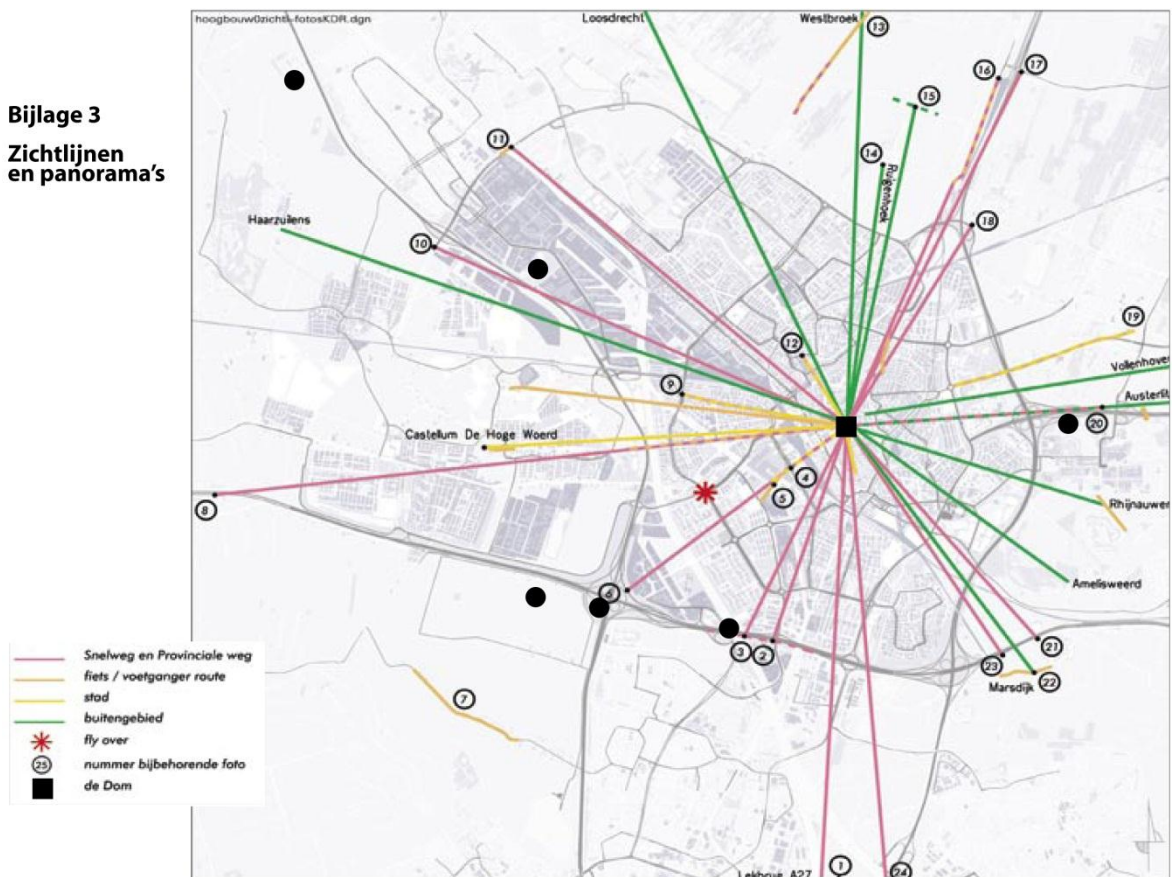 Bijlage 3
Zichtlijnen
en panorama's
hoogbouw0zichtl-fotosKDR.dgn
Loosdrecht
Westbroek
13
16
17
15
14
Ruigenhoek
11
18
Haarzuilens
10
19
12
Vollenhove
9
Austerlit
20
Castellum De Hoge Woerd
4
5
8
Rhijnauwen
Amelisweerd
6
3
2
21
23
22
Marsdijk
7
Snelweg en Provinciale weg
fiets / voetganger route
stad
buitengebied
fly over
25 nummer bijbehorende foto
de Dom
Lekbrug A27
1
24